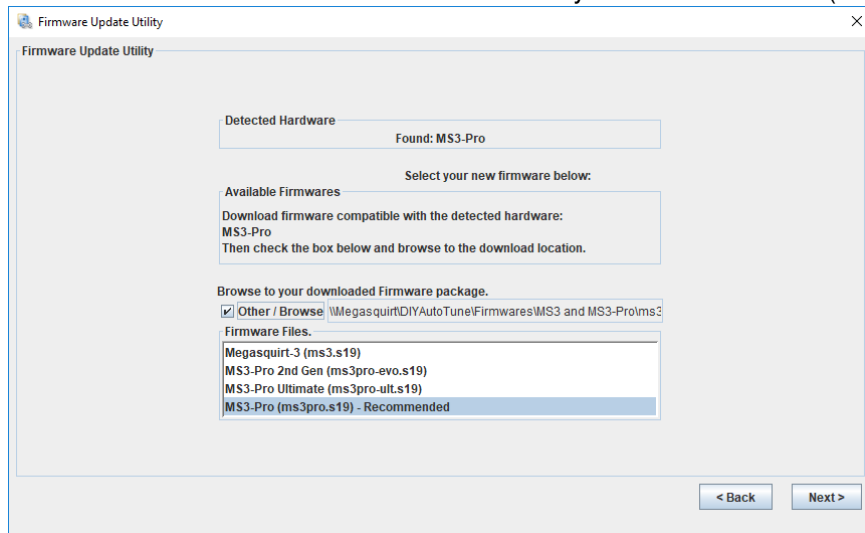 Firmware Update Utility
Firmware Update Utility
Detected Hardware
Found: MS3-Pro
Select your new firmware below:
Available Firmwares
Download firmware compatible with the detected hardware:
MS3-Pro
Then check the box below and browse to the download location.
Browse to your downloaded Firmware package.
Other / Browse \\Megasquirt\DIYAutoTune\Firmwares\MS3 and MS3-Pro\ms3
Firmware Files.
Megasquirt-3 (ms3.s19)
MS3-Pro 2nd Gen (ms3pro-evo.s19)
MS3-Pro Ultimate (ms3pro-ult.s19)
MS3-Pro (ms3pro.s19) - Recommended
< Back Next >